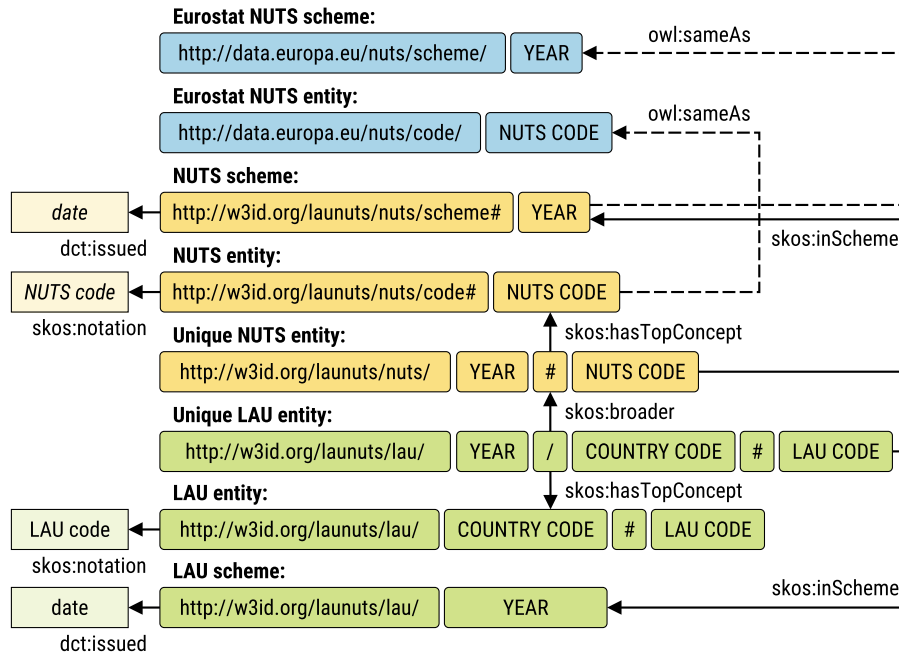 Eurostat NUTS scheme:
owl:sameAs
http://data.europa.eu/nuts/scheme/ YEAR
Eurostat NUTS entity:
owl:sameAs
http://data.europa.eu/nuts/code/ NUTS CODE
NUTS scheme:
date http://w3id.org/launuts/nuts/scheme# YEAR
dct:issued skos:inScheme
NUTS entity:
NUTS code http://w3id.org/launuts/nuts/code# NUTS CODE
skos:notation
Unique NUTS entity: skos:hasTopConcept
http://w3id.org/launuts/nuts/ YEAR # NUTS CODE
Unique LAU entity: skos:broader
http://w3id.org/launuts/lau/ YEAR / COUNTRY CODE # LAU CODE
LAU entity: skos:hasTopConcept
LAU code http://w3id.org/launuts/lau/ COUNTRY CODE # LAU CODE
skos:notation
LAU scheme: skos:inScheme
date http://w3id.org/launuts/lau/ YEAR
dct:issued